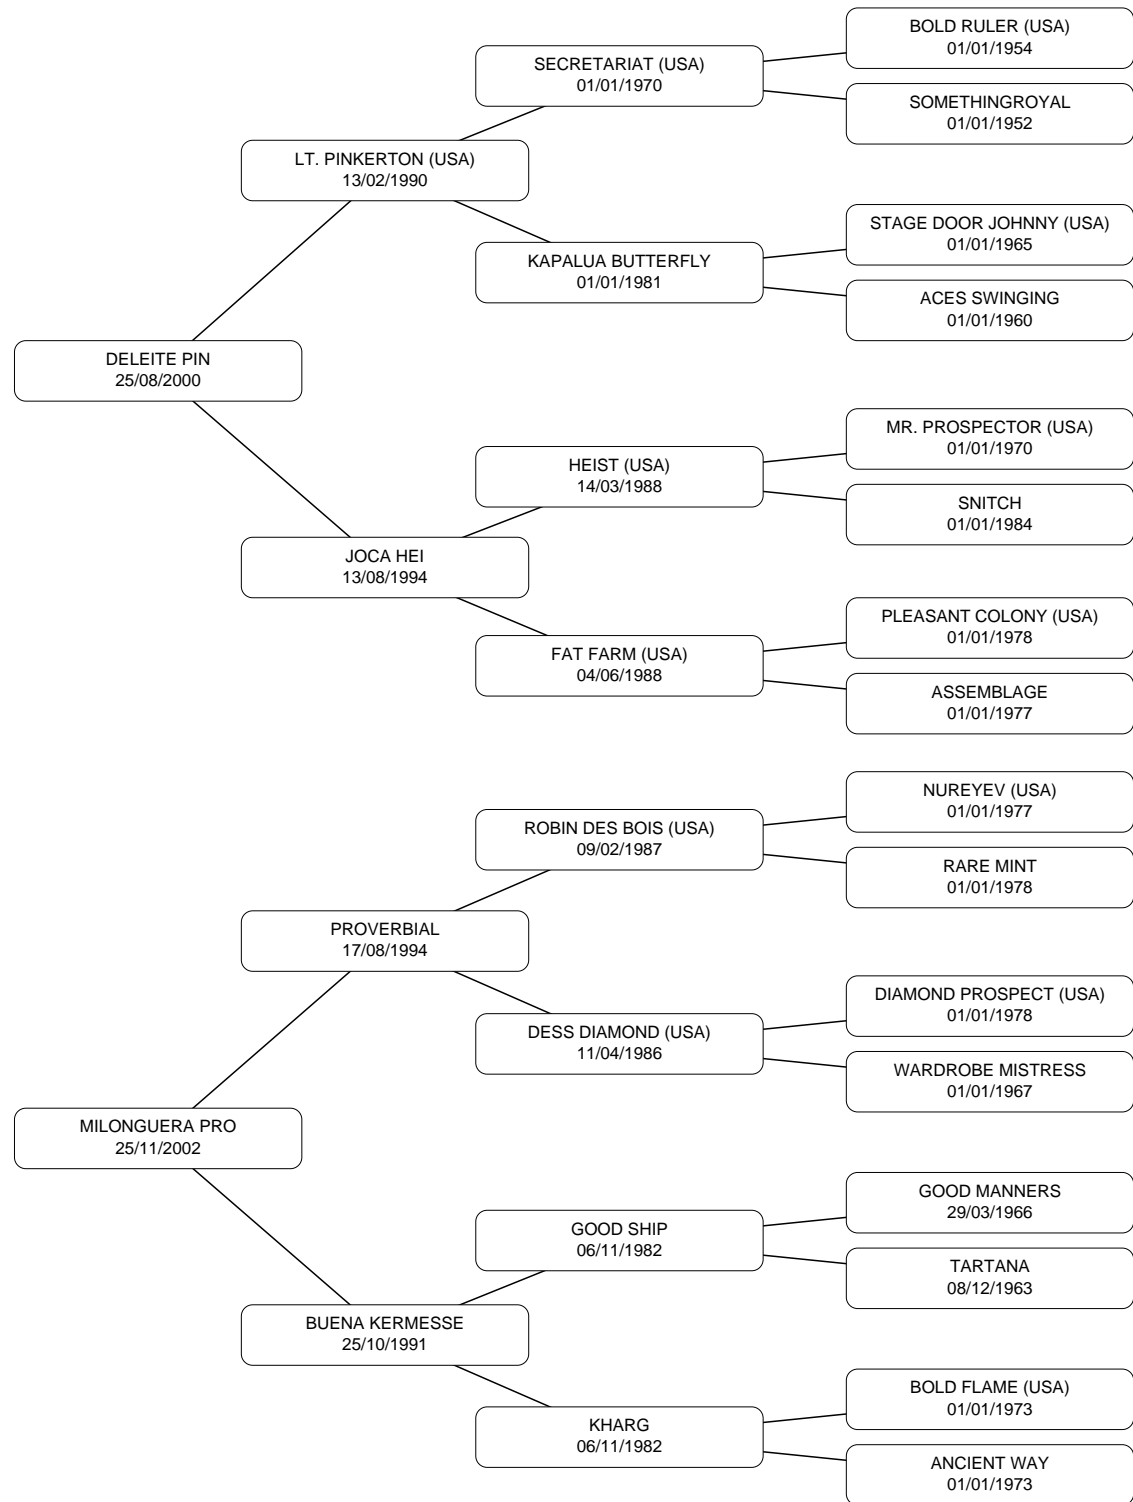 BOLD RULER (USA)
01/01/1954
SECRETARIAT (USA)
01/01/1970
SOMETHINGROYAL
01/01/1952
LT. PINKERTON (USA)
13/02/1990
STAGE DOOR JOHNNY (USA)
01/01/1965
KAPALUA BUTTERFLY
01/01/1981
ACES SWINGING
01/01/1960
DELEITE PIN
25/08/2000
MR. PROSPECTOR (USA)
01/01/1970
HEIST (USA)
14/03/1988
SNITCH
01/01/1984
JOCA HEI
13/08/1994
PLEASANT COLONY (USA)
01/01/1978
FAT FARM (USA)
04/06/1988
ASSEMBLAGE
01/01/1977
NUREYEV (USA)
01/01/1977
ROBIN DES BOIS (USA)
09/02/1987
RARE MINT
01/01/1978
PROVERBIAL
17/08/1994
DIAMOND PROSPECT (USA)
01/01/1978
DESS DIAMOND (USA)
11/04/1986
WARDROBE MISTRESS
01/01/1967
MILONGUERA PRO
25/11/2002
GOOD MANNERS
29/03/1966
GOOD SHIP
06/11/1982
TARTANA
08/12/1963
BUENA KERMESSE
25/10/1991
BOLD FLAME (USA)
01/01/1973
KHARG
06/11/1982
ANCIENT WAY
01/01/1973